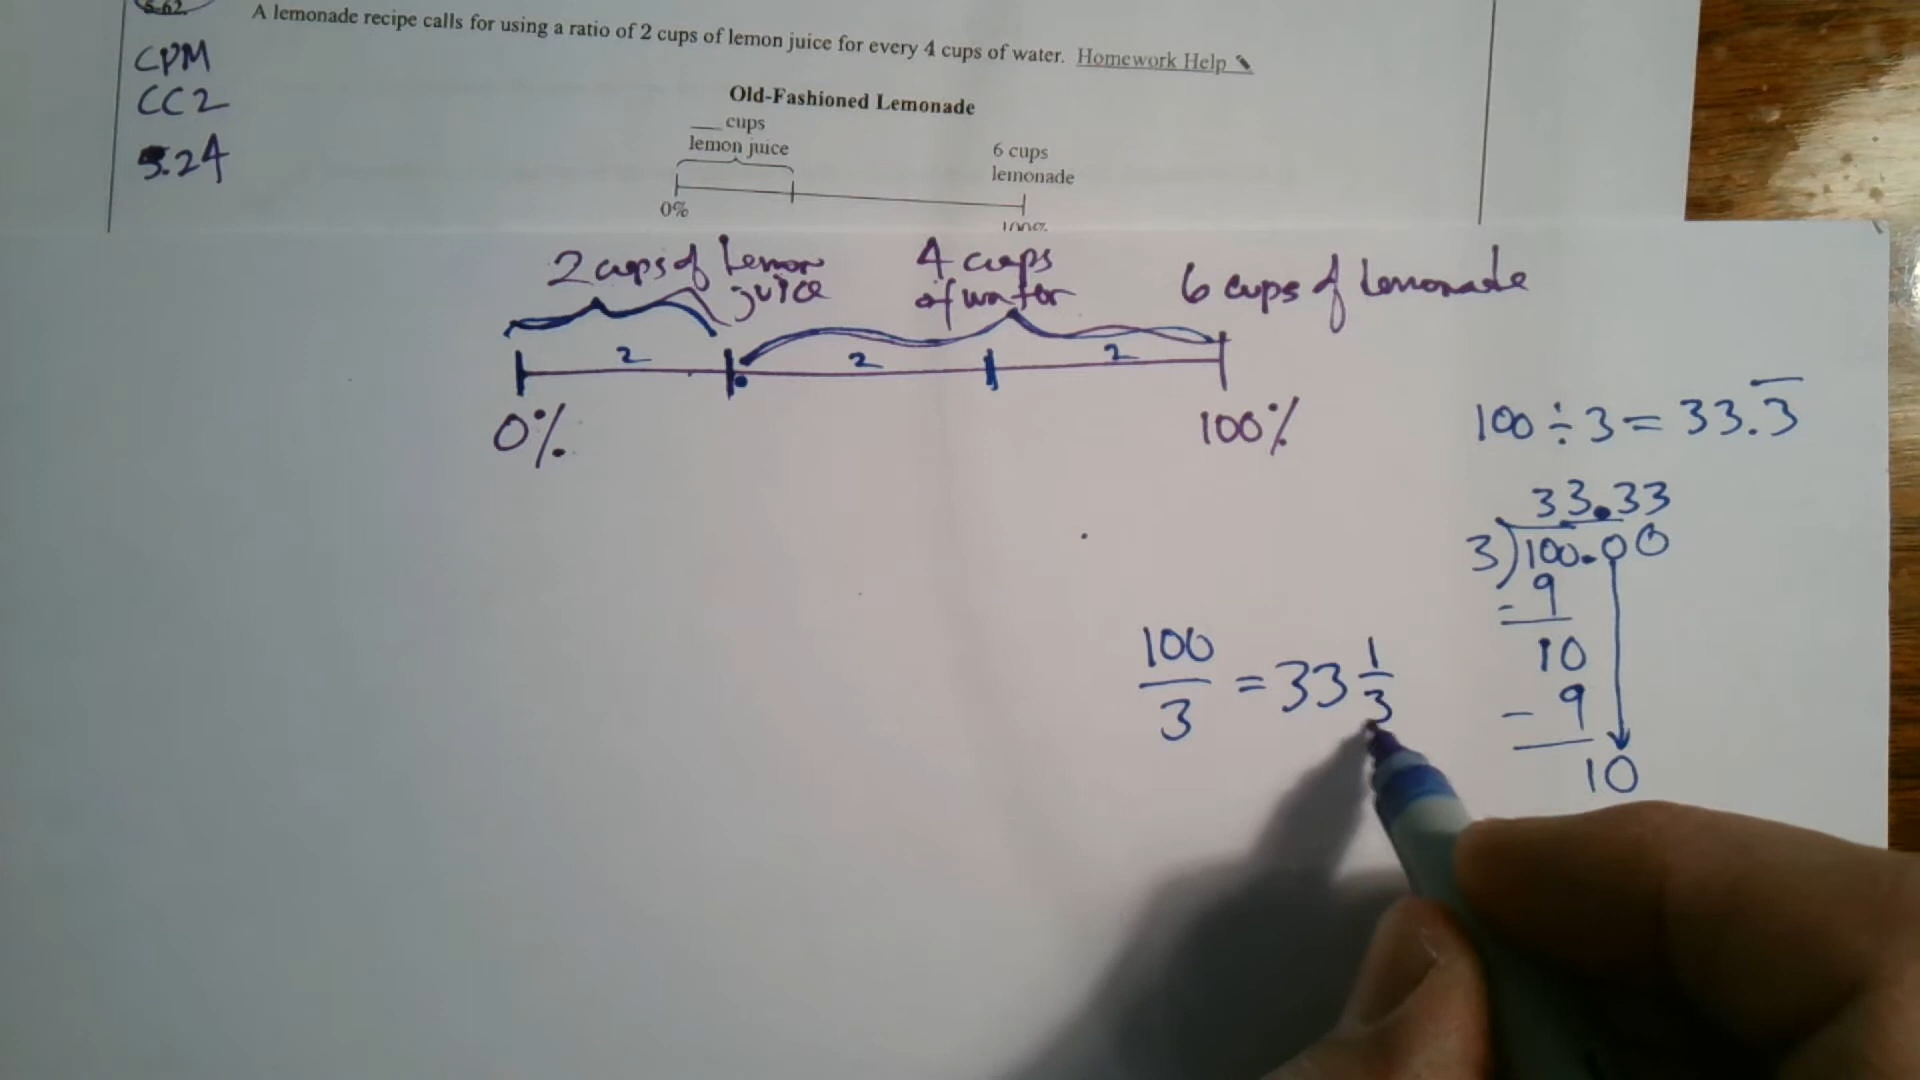 5-62.
A lemonade recipe calls for using a ratio of 2 cups of lemon juice for every 4 cups of water. Homework Help
CPM
CC2
5.24
Old-Fashioned Lemonade
___ cups
lemon juice
6 cups
lemonade
0%
100%
2 cups of Lemon
juice
4 cups
of water
6 cups of lemonade
2 2 2
0%
100%
100 ÷ 3 = 33.3̅
33.33
3)100.00
- 9
10
- 9
10
100/3 = 33 1/3